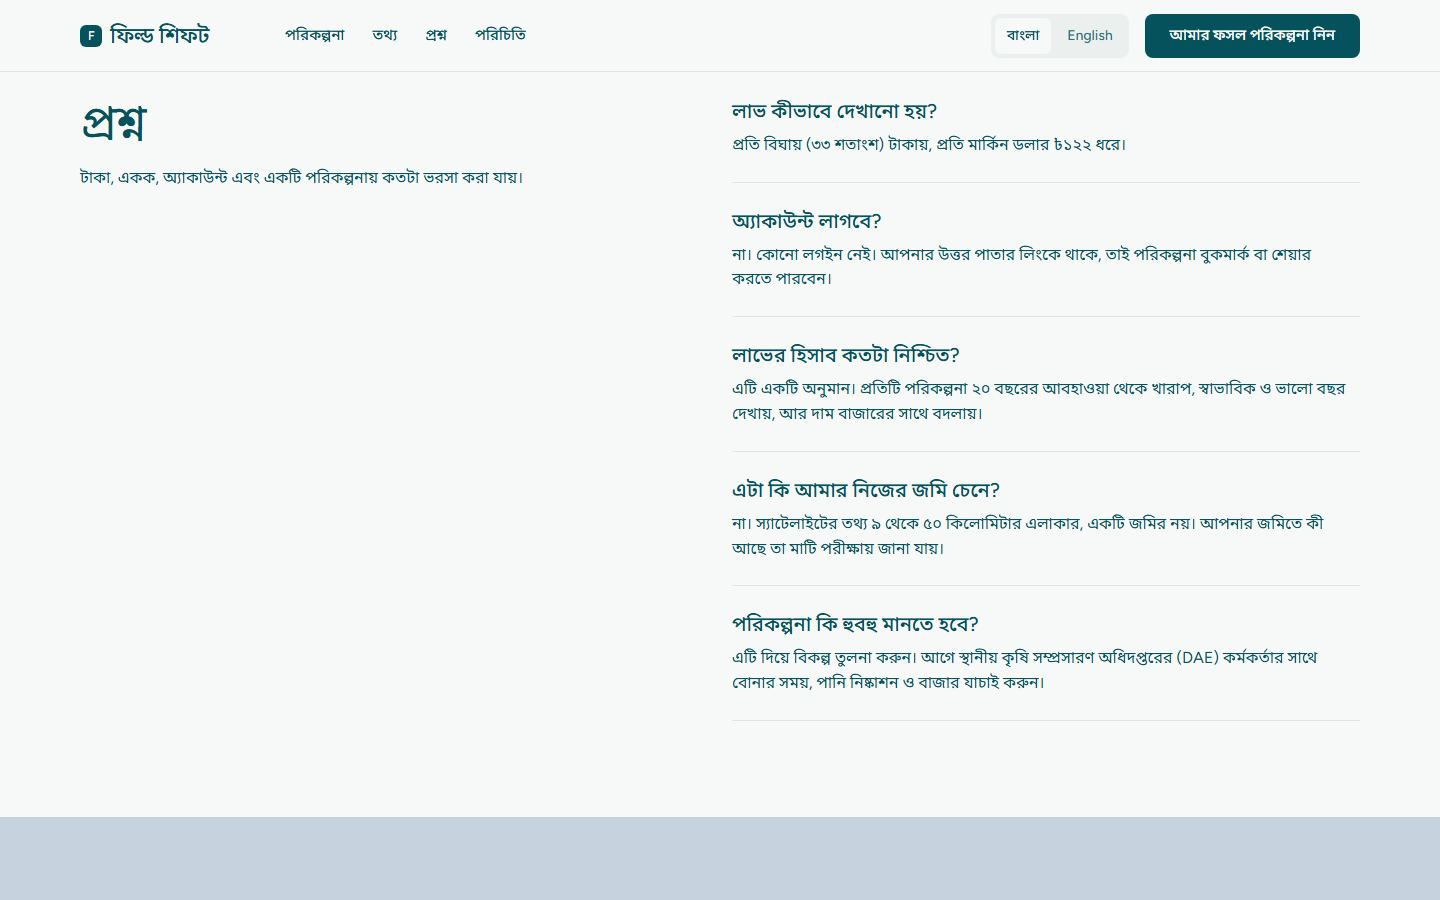 F ফিল্ড শিফট
পরিকল্পনা
তথ্য
প্রশ্ন
পরিচিতি
বাংলা
English
আমার ফসল পরিকল্পনা নিন
প্রশ্ন
টাকা, একক, অ্যাকাউন্ট এবং একটি পরিকল্পনায় কতটা ভরসা করা যায়।
লাভ কীভাবে দেখানো হয়?
প্রতি বিঘায় (৩৩ শতাংশ) টাকায়, প্রতি মার্কিন ডলার ৳১২২ ধরে।
অ্যাকাউন্ট লাগবে?
না। কোনো লগইন নেই। আপনার উত্তর পাতার লিংকে থাকে, তাই পরিকল্পনা বুকমার্ক বা শেয়ার
করতে পারবেন।
লাভের হিসাব কতটা নিশ্চিত?
এটি একটি অনুমান। প্রতিটি পরিকল্পনা ২০ বছরের আবহাওয়া থেকে খারাপ, স্বাভাবিক ও ভালো বছর
দেখায়, আর দাম বাজারের সাথে বদলায়।
এটা কি আমার নিজের জমি চেনে?
না। স্যাটেলাইটের তথ্য ৯ থেকে ৫০ কিলোমিটার এলাকার, একটি জমির নয়। আপনার জমিতে কী
আছে তা মাটি পরীক্ষায় জানা যায়।
পরিকল্পনা কি হুবহু মানতে হবে?
এটি দিয়ে বিকল্প তুলনা করুন। আগে স্থানীয় কৃষি সম্প্রসারণ অধিদপ্তরের (DAE) কর্মকর্তার সাথে
বোনার সময়, পানি নিষ্কাশন ও বাজার যাচাই করুন।